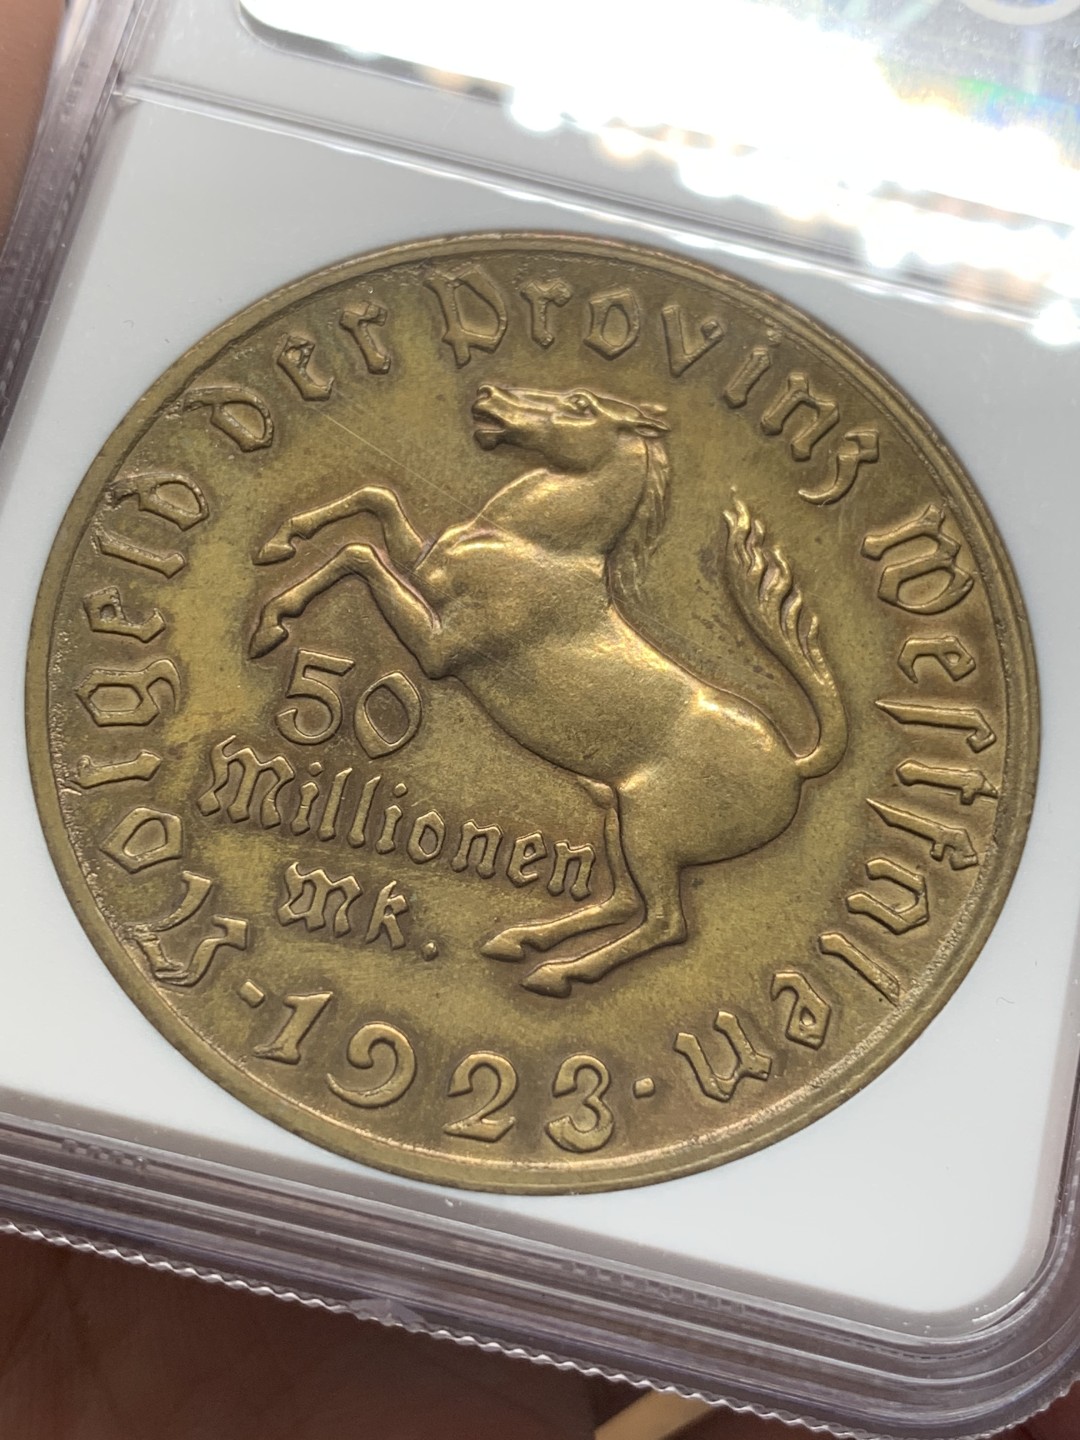 Notgeld der Provinz Westfalen
50
Millionen
Mk.
·1923·